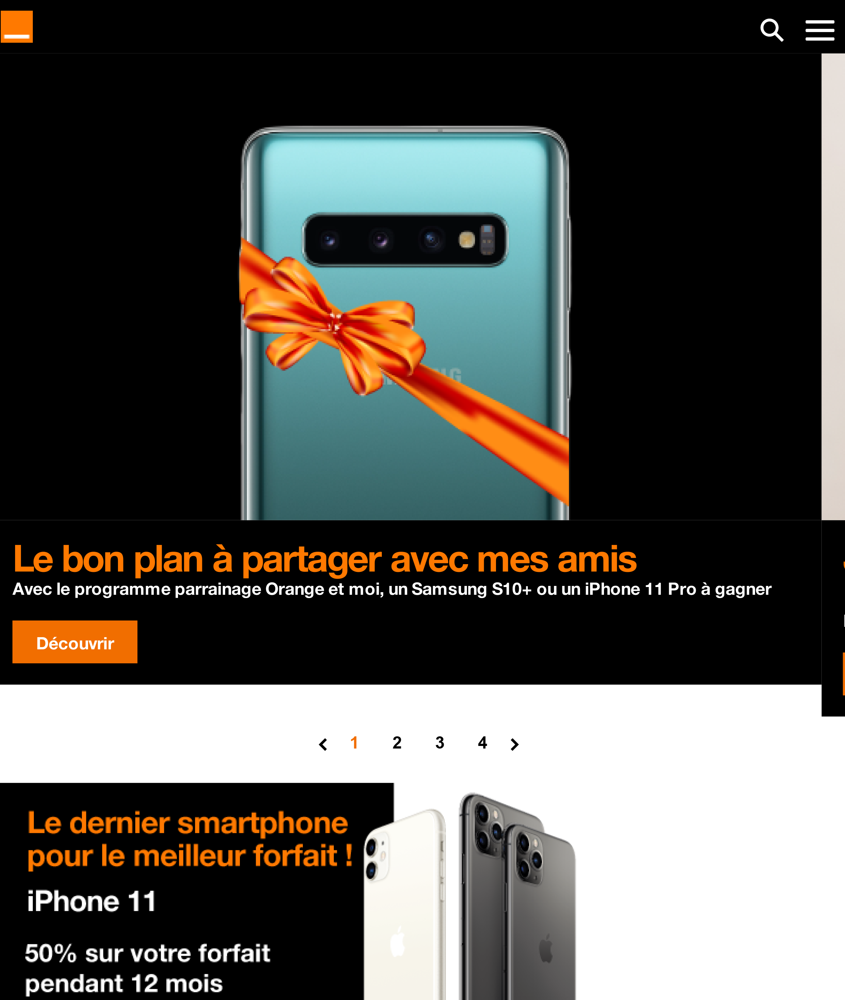 Le bon plan à partager avec mes amis
Avec le programme parrainage Orange et moi, un Samsung S10+ ou un iPhone 11 Pro à gagner
Découvrir
1 2 3 4
Le dernier smartphone
pour le meilleur forfait !
iPhone 11
50% sur votre forfait
pendant 12 mois